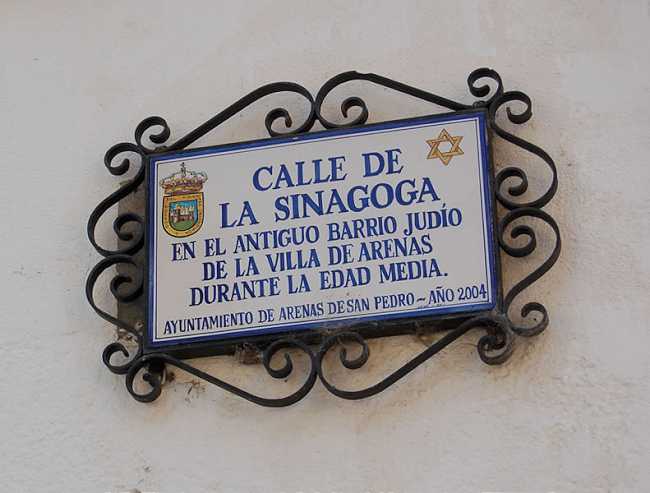 CALLE DE
LA SINAGOGA
EN EL ANTIGUO BARRIO JUDÍO
DE LA VILLA DE ARENAS
DURANTE LA EDAD MEDIA.
AYUNTAMIENTO DE ARENAS DE SAN PEDRO - AÑO 2004